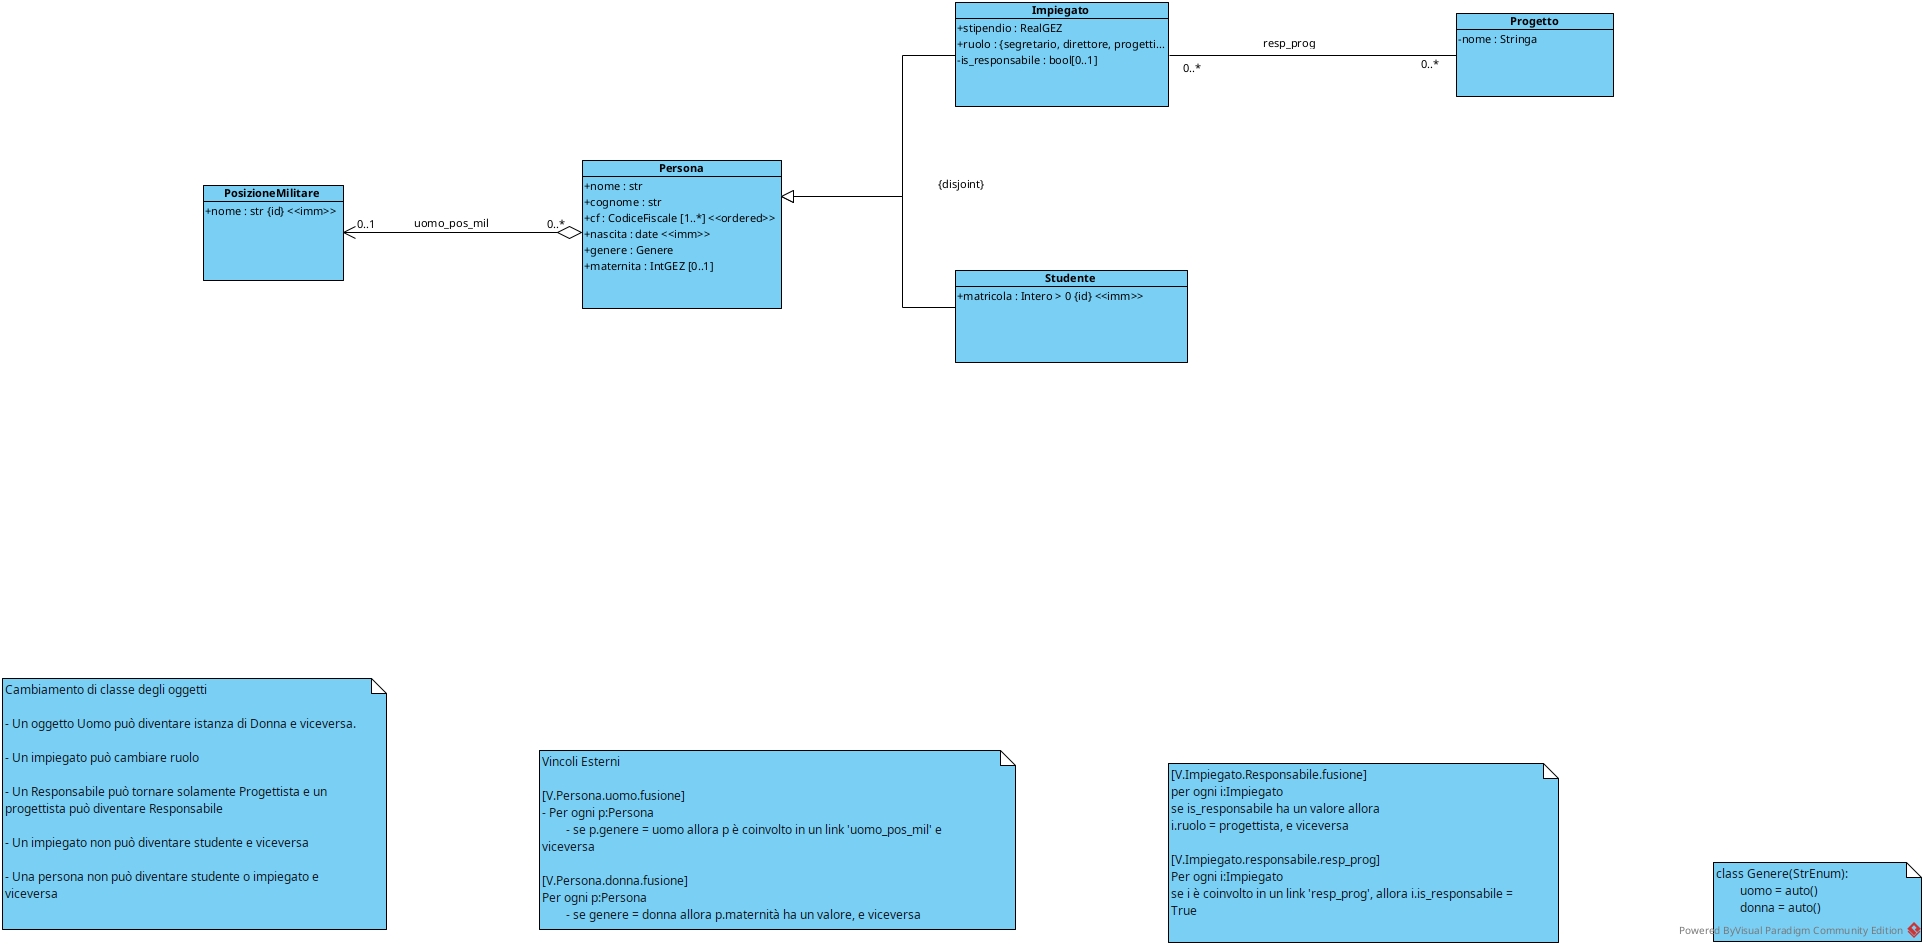 Impiegato
+stipendio : RealGEZ
+ruolo : {segretario, direttore, progetti...
-is_responsabile : bool[0..1]
resp_prog
0..*
0..*
Progetto
-nome : Stringa
PosizioneMilitare
+nome : str {id} <<imm>>
0..1
uomo_pos_mil
0..*
Persona
+nome : str
+cognome : str
+cf : CodiceFiscale [1..*] <<ordered>>
+nascita : date <<imm>>
+genere : Genere
+maternita : IntGEZ [0..1]
{disjoint}
Studente
+matricola : Intero > 0 {id} <<imm>>
Cambiamento di classe degli oggetti
- Un oggetto Uomo può diventare istanza di Donna e viceversa.
- Un impiegato può cambiare ruolo
- Un Responsabile può tornare solamente Progettista e un
progettista può diventare Responsabile
- Un impiegato non può diventare studente e viceversa
- Una persona non può diventare studente o impiegato e
viceversa
Vincoli Esterni
[V.Persona.uomo.fusione]
- Per ogni p:Persona
- se p.genere = uomo allora p è coinvolto in un link 'uomo_pos_mil' e
viceversa
[V.Persona.donna.fusione]
Per ogni p:Persona
- se genere = donna allora p.maternità ha un valore, e viceversa
[V.Impiegato.Responsabile.fusione]
per ogni i:Impiegato
se is_responsabile ha un valore allora
i.ruolo = progettista, e viceversa
[V.Impiegato.responsabile.resp_prog]
Per ogni i:Impiegato
se i è coinvolto in un link 'resp_prog', allora i.is_responsabile =
True
class Genere(StrEnum):
uomo = auto()
donna = auto()
Powered ByVisual Paradigm Community Edition